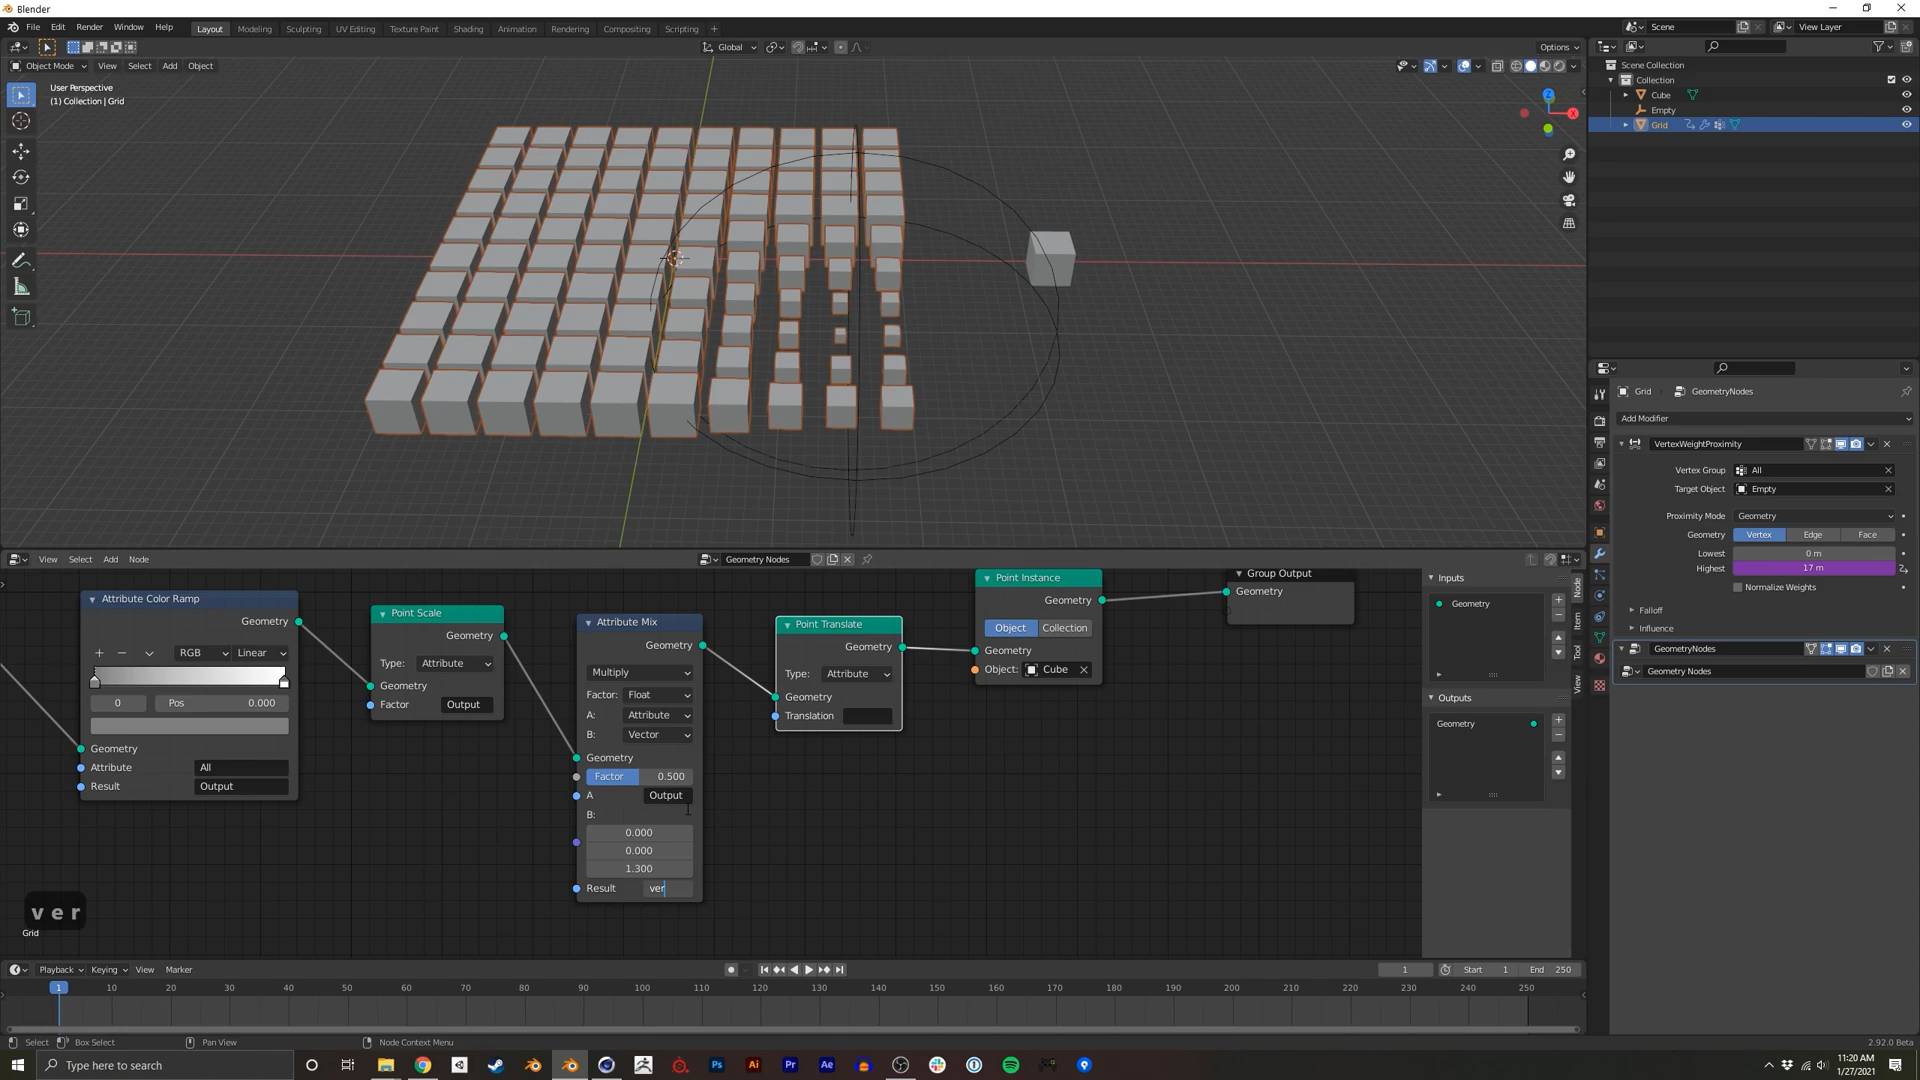 Blender
File Edit Render Window Help
Layout Modeling Sculpting UV Editing Texture Paint Shading Animation Rendering Compositing Scripting +
Scene
View Layer
Global
Options
Object Mode View Select Add Object
User Perspective
(1) Collection | Grid
Z
X
Scene Collection
Collection
Cube
Empty
Grid
Grid GeometryNodes
Add Modifier
VertexWeightProximity
Vertex Group All
Target Object Empty
Proximity Mode Geometry
Geometry Vertex Edge Face
Lowest 0 m
Highest 17 m
Normalize Weights
Falloff
Influence
GeometryNodes
Geometry Nodes
View Select Add Node
Geometry Nodes
Attribute Color Ramp
Geometry
RGB Linear
0 Pos 0.000
Geometry
Attribute All
Result Output
Point Scale
Geometry
Type: Attribute
Geometry
Factor Output
Attribute Mix
Geometry
Multiply
Factor: Float
A: Attribute
B: Vector
Geometry
Factor 0.500
A Output
B:
0.000
0.000
1.300
Result ver
Point Translate
Geometry
Type: Attribute
Geometry
Translation
Point Instance
Geometry
Object Collection
Geometry
Object: Cube
Group Output
Geometry
Inputs
Geometry
Outputs
Geometry
Node
Item
Tool
View
ver
Grid
Playback Keying View Marker
1 Start 1 End 250
1 10 20 30 40 50 60 70 80 90 100 110 120 130 140 150 160 170 180 190 200 210 220 230 240 250
Select Box Select Pan View Node Context Menu
2.92.0 Beta
Type here to search
Ps Ai Pr Ae
11:20 AM
1/27/2021